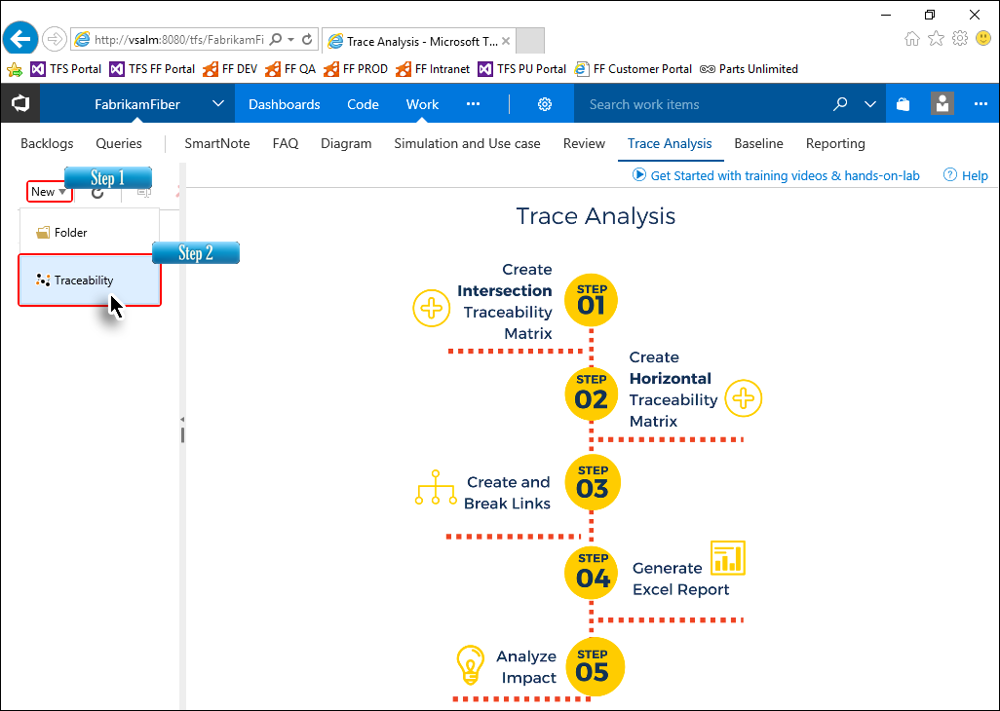 http://vsalm:8080/tfs/FabrikamFi
Trace Analysis - Microsoft T...
TFS Portal TFS FF Portal FF DEV FF QA FF PROD FF Intranet TFS PU Portal FF Customer Portal Parts Unlimited
FabrikamFiber Dashboards Code Work ... Search work items ...
Backlogs Queries SmartNote FAQ Diagram Simulation and Use case Review Trace Analysis Baseline Reporting
Get Started with training videos & hands-on-lab ? Help
Step 1
New
Folder
Step 2
Traceability
Trace Analysis
Create
Intersection
Traceability
Matrix
STEP
01
Create
Horizontal
Traceability
Matrix
STEP
02
Create and
Break Links
STEP
03
Generate
Excel Report
STEP
04
Analyze
Impact
STEP
05